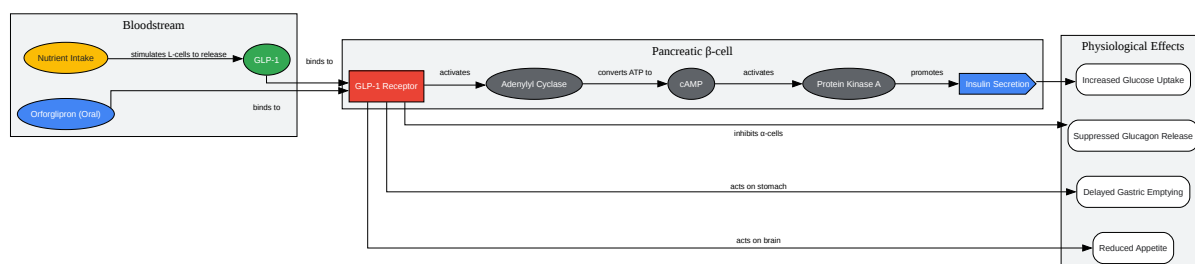 Bloodstream
Nutrient Intake
stimulates L-cells to release
GLP-1
Orforglipron (Oral)
binds to
binds to
Pancreatic β-cell
GLP-1 Receptor
activates
Adenylyl Cyclase
converts ATP to
cAMP
activates
Protein Kinase A
promotes
Insulin Secretion
inhibits α-cells
acts on stomach
acts on brain
Physiological Effects
Increased Glucose Uptake
Suppressed Glucagon Release
Delayed Gastric Emptying
Reduced Appetite